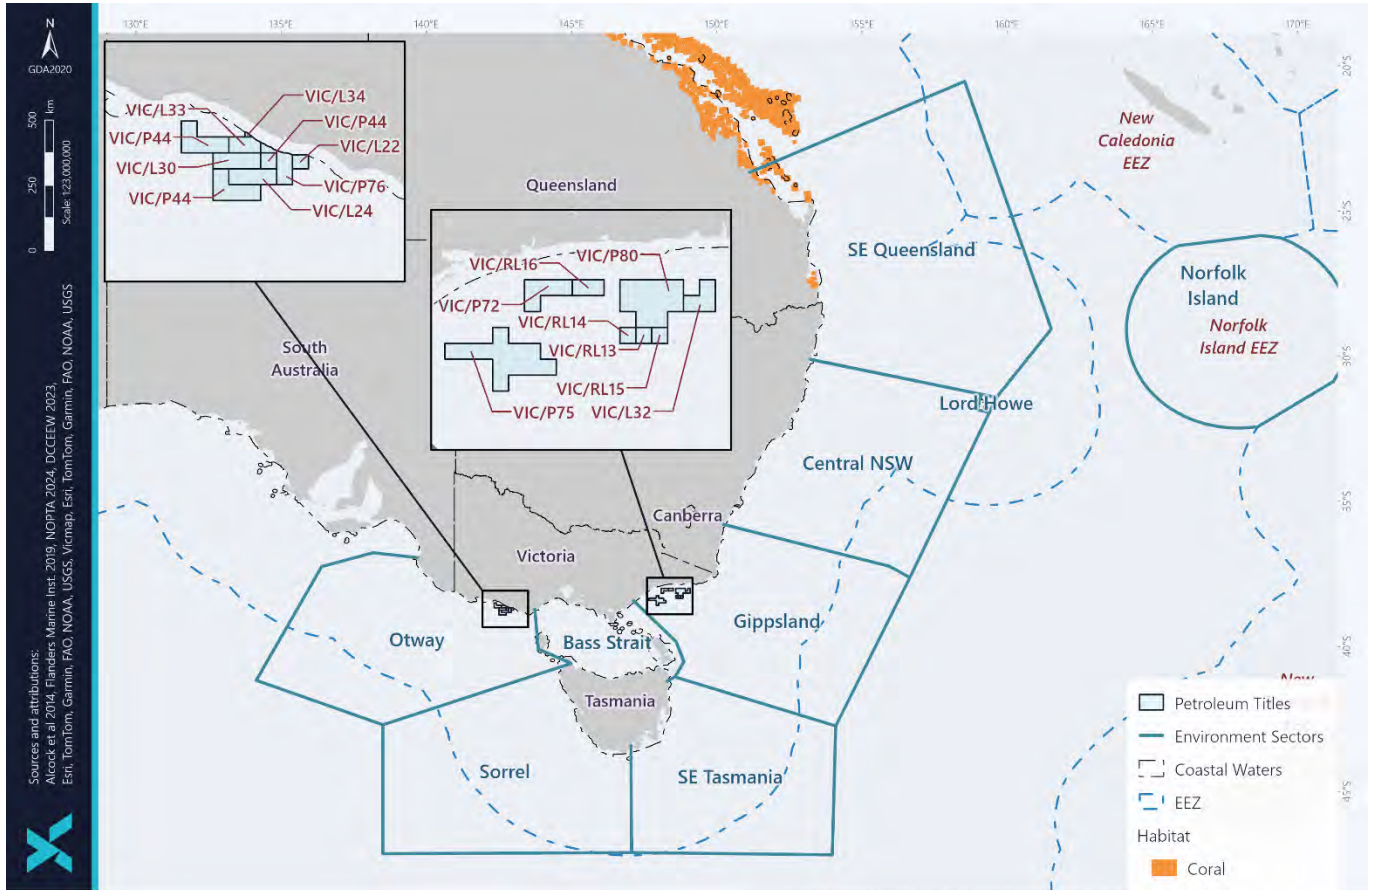 130°E
135°E
140°E
145°E
150°E
155°E
160°E
165°E
170°E
N
GDA2020
km
500
250
0
Scale: 1:23,000,000
Sources and attributions:
Alcock et al 2014, Flanders Marine Inst. 2019, NOPTA 2024, DCCEEW 2023,
Esri, TomTom, Garmin, FAO, NOAA, USGS, Vicmap, Esri, TomTom, Garmin, FAO, NOAA, USGS
VIC/L33
VIC/L34
VIC/P44
VIC/P44
VIC/L22
VIC/L30
VIC/P76
VIC/P44
VIC/L24
VIC/RL16
VIC/P80
VIC/P72
VIC/RL14
VIC/RL13
VIC/RL15
VIC/P75
VIC/L32
Queensland
South
Australia
Canberra
Victoria
Tasmania
New
Caledonia
EEZ
SE Queensland
Norfolk
Island
Norfolk
Island EEZ
Lord Howe
Central NSW
Gippsland
Otway
Bass Strait
Sorrel
SE Tasmania
New
20°S
25°S
30°S
35°S
40°S
45°S
Petroleum Titles
Environment Sectors
Coastal Waters
EEZ
Habitat
Coral